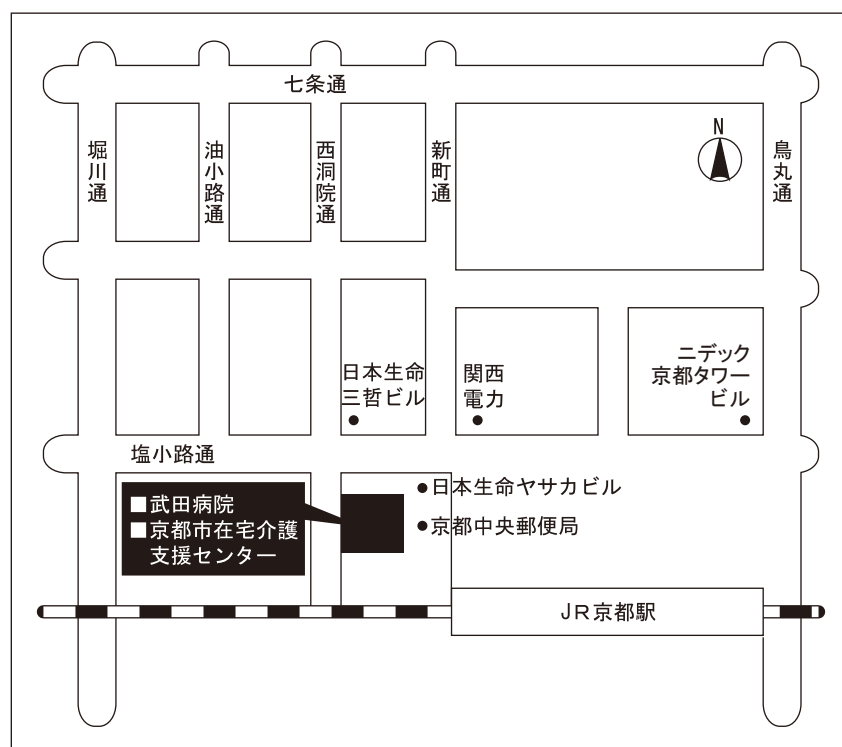 七条通
堀川通
油小路通
西洞院通
新町通
N
烏丸通
日本生命
三哲ビル
関西
電力
ニデック
京都タワー
ビル
塩小路通
■武田病院
■京都市在宅介護
支援センター
●日本生命ヤサカビル
●京都中央郵便局
JR京都駅